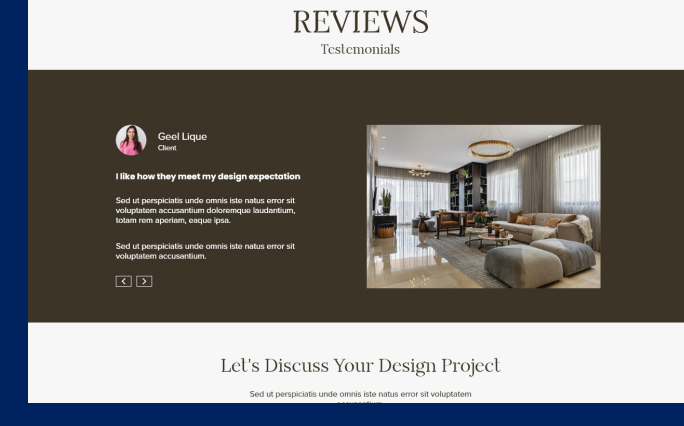 REVIEWS
Testemonials
Geel Lique
Client
I like how they meet my design expectation
Sed ut perspiciatis unde omnis iste natus error sit
voluptatem accusantium doloremque laudantium,
totam rem aperiam, eaque ipsa.
Sed ut perspiciatis unde omnis iste natus error sit
voluptatem accusantium.
Let's Discuss Your Design Project
Sed ut perspiciatis unde omnis iste natus error sit voluptatem